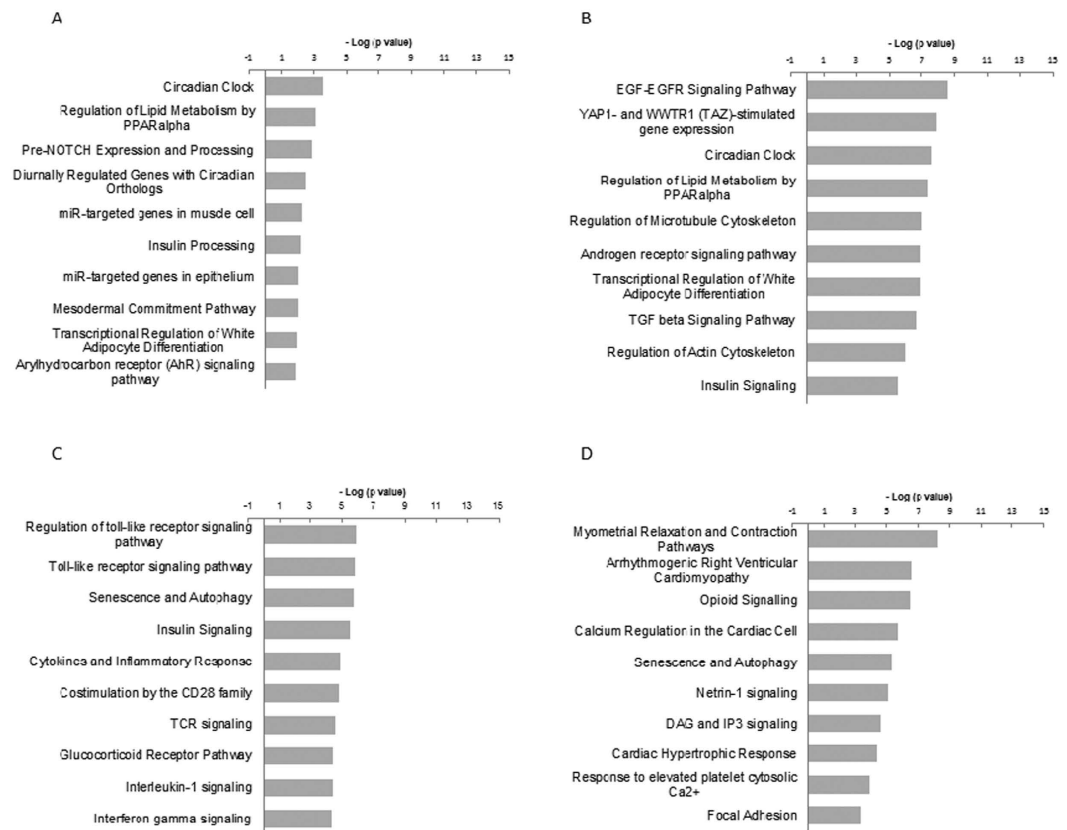 A
- Log (p value)
-1 1 3 5 7 9 11 13 15
Circadian Clock
Regulation of Lipid Metabolism by
PPARalpha
Pre-NOTCH Expression and Processing
Diurnally Regulated Genes with Circadian
Orthologs
miR-targeted genes in muscle cell
Insulin Processing
miR-targeted genes in epithelium
Mesodermal Commitment Pathway
Transcriptional Regulation of White
Adipocyte Differentiation
Arylhydrocarbon receptor (AhR) signaling
pathway
B
- Log (p value)
-1 1 3 5 7 9 11 13 15
EGF-EGFR Signaling Pathway
YAP1- and WWTR1 (TAZ)-stimulated
gene expression
Circadian Clock
Regulation of Lipid Metabolism by
PPARalpha
Regulation of Microtubule Cytoskeleton
Androgen receptor signaling pathway
Transcriptional Regulation of White
Adipocyte Differentiation
TGF beta Signaling Pathway
Regulation of Actin Cytoskeleton
Insulin Signaling
C
- Log (p value)
-1 1 3 5 7 9 11 13 15
Regulation of toll-like receptor signaling
pathway
Toll-like receptor signaling pathway
Senescence and Autophagy
Insulin Signaling
Cytokines and Inflammatory Response
Costimulation by the CD28 family
TCR signaling
Glucocorticoid Receptor Pathway
Interleukin-1 signaling
Interferon gamma signaling
D
- Log (p value)
-1 1 3 5 7 9 11 13 15
Myometrial Relaxation and Contraction
Pathways
Arrhythmogeric Right Ventricular
Cardiomyopathy
Opioid Signalling
Calcium Regulation in the Cardiac Cell
Senescence and Autophagy
Netrin-1 signaling
DAG and IP3 signaling
Cardiac Hypertrophic Response
Response to elevated platelet cytosolic
Ca2+
Focal Adhesion